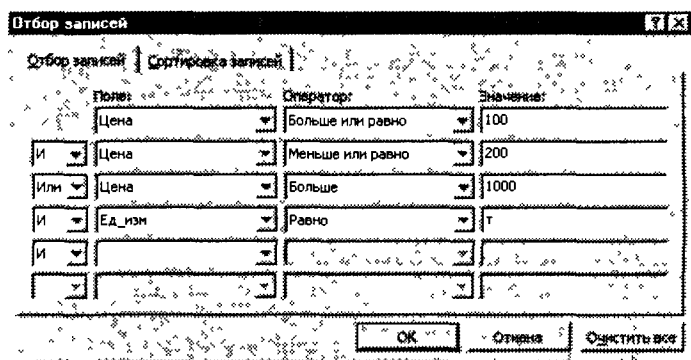 Отбор записей
Отбор записей Сортировка записей
Поле: Оператор: Значение:
Цена Больше или равно 100
И Цена Меньше или равно 200
Или Цена Больше 1000
И Ед_изм Равно т
И
ОК Отмена Очистить все